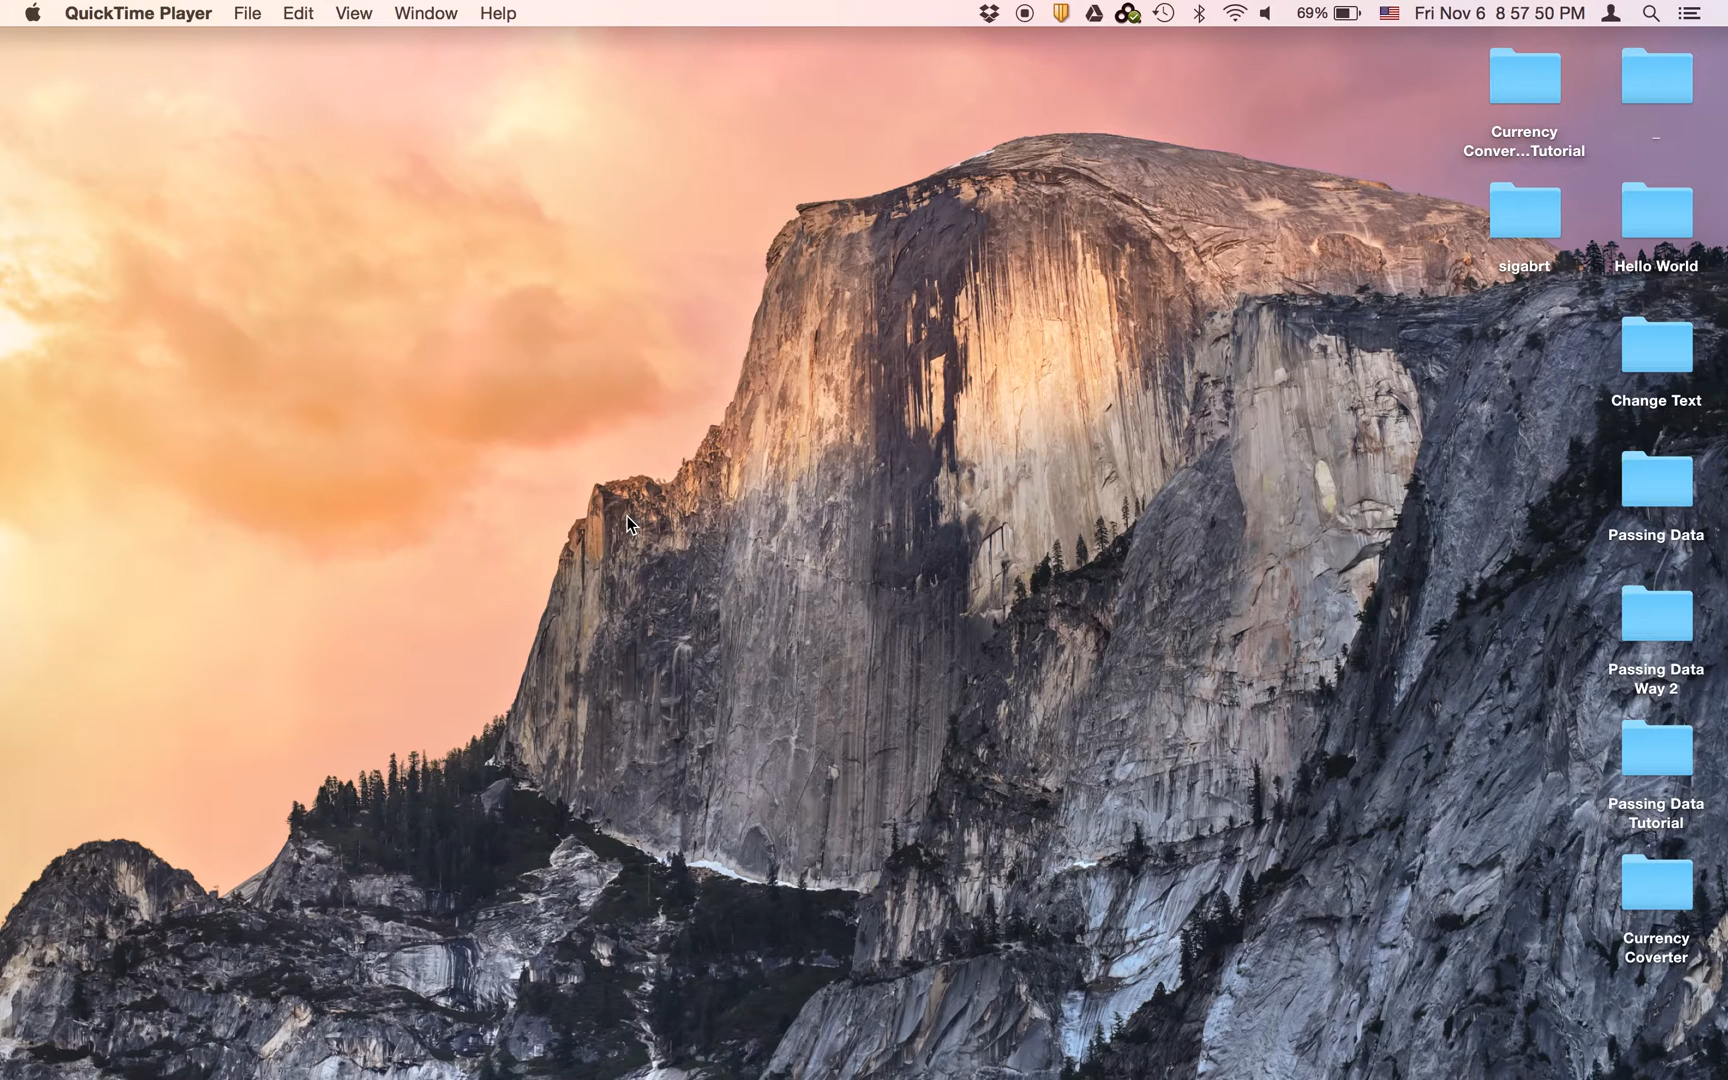 QuickTime Player File Edit View Window Help 69% Fri Nov 6 8 57 50 PM
Currency
Conver...Tutorial
_
sigabrt
Hello World
Change Text
Passing Data
Passing Data
Way 2
Passing Data
Tutorial
Currency
Coverter